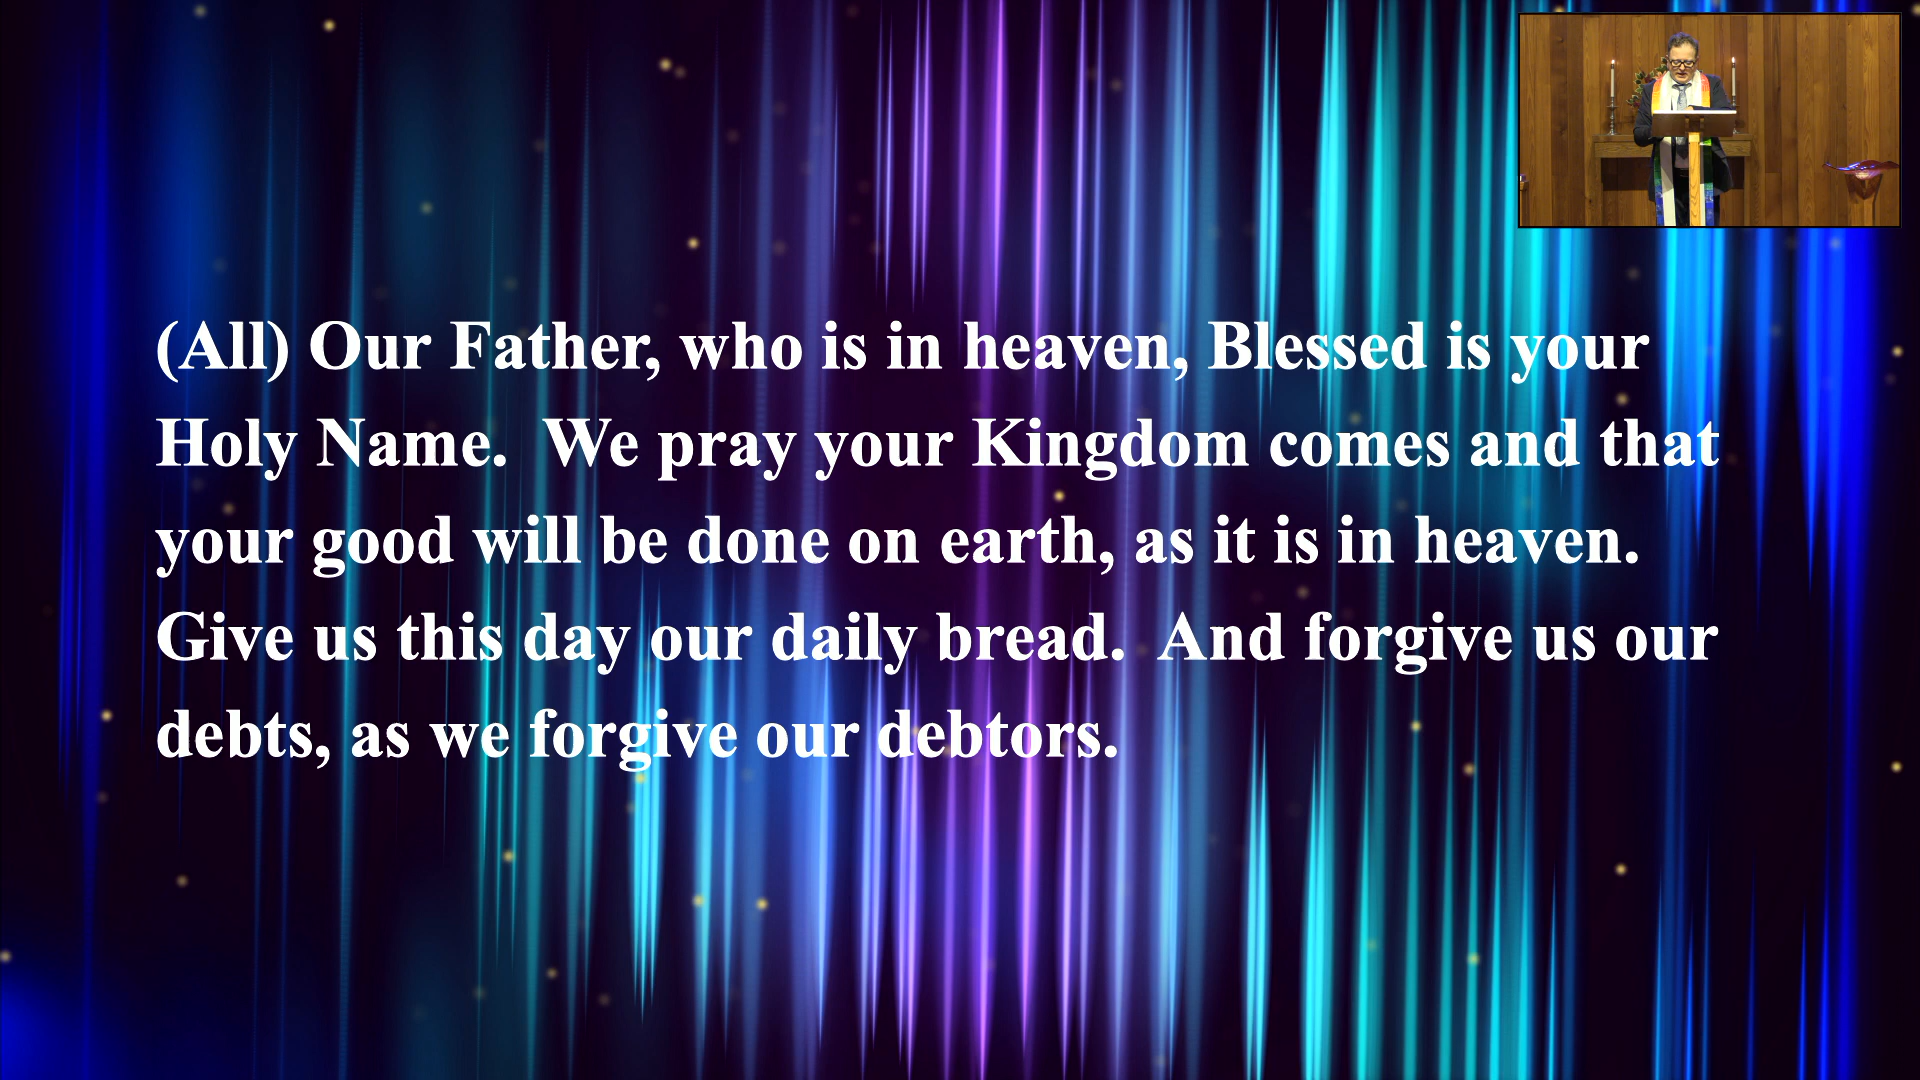 (All) Our Father, who is in heaven, Blessed is your
Holy Name.  We pray your Kingdom comes and that
your good will be done on earth, as it is in heaven.
Give us this day our daily bread.  And forgive us our
debts, as we forgive our debtors.